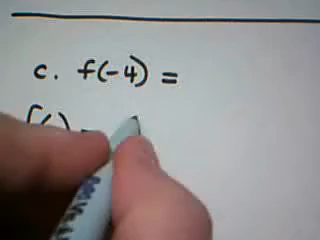 c. f(-4) =
f( ) =